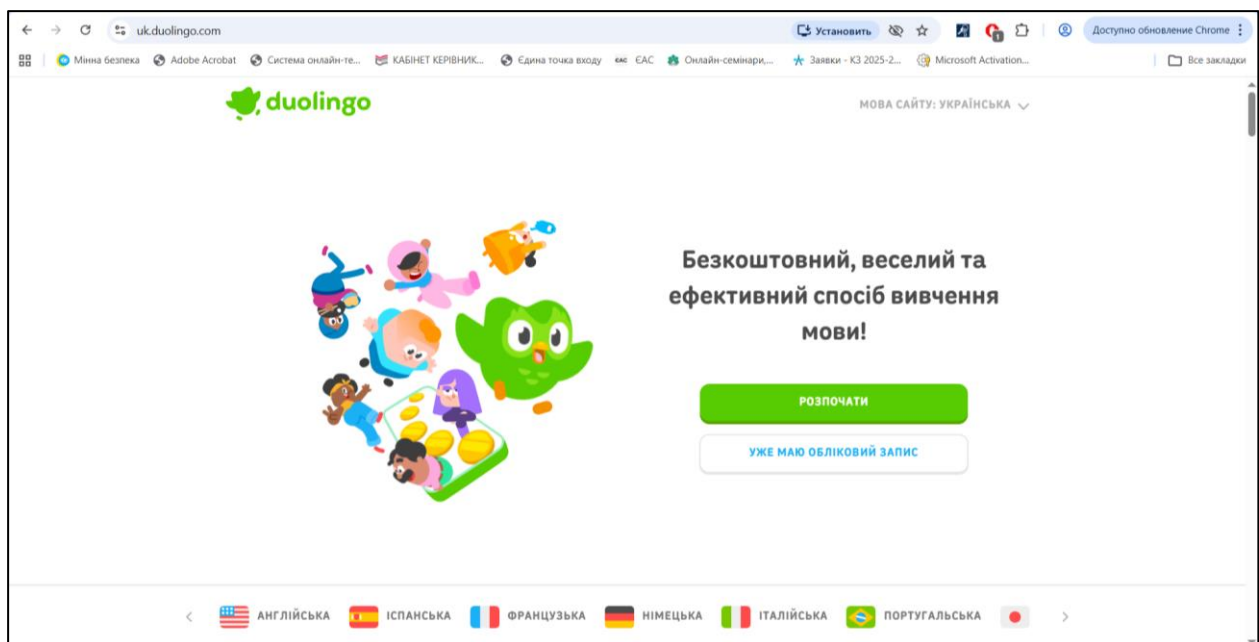 uk.duolingo.com
Установить
Доступно обновление Chrome
Мінна безпека
Adobe Acrobat
Система онлайн-те...
КАБІНЕТ КЕРІВНИК...
Єдина точка входу
ЄАС
ЄАС
Онлайн-семінари,...
Заявки - КЗ 2025-2...
Microsoft Activation...
Все закладки
duolingo
МОВА САЙТУ: УКРАЇНСЬКА
Безкоштовний, веселий та
ефективний спосіб вивчення
мови!
РОЗПОЧАТИ
УЖЕ МАЮ ОБЛІКОВИЙ ЗАПИС
АНГЛІЙСЬКА
ІСПАНСЬКА
ФРАНЦУЗЬКА
НІМЕЦЬКА
ІТАЛІЙСЬКА
ПОРТУГАЛЬСЬКА